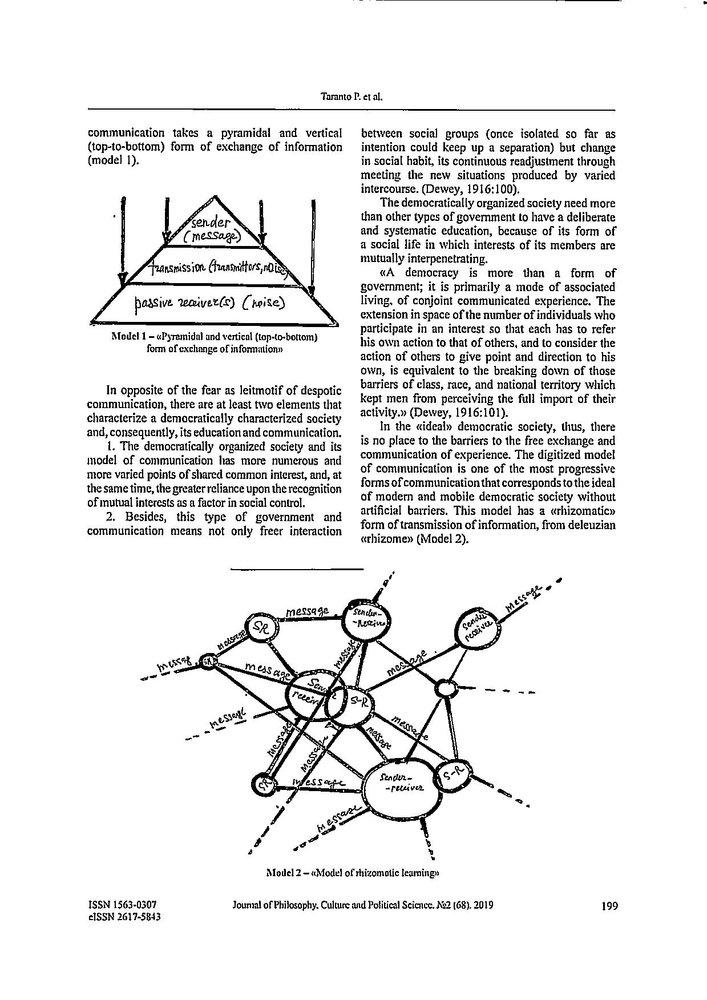 Taranto P. et al.
communication takes a pyramidal and vertical
(top-to-bottom) form of exchange of information
(model 1).
sender
(message)
transmission (transmittors, noise)
passive receiver(s) (noise)
Model 1 – «Pyramidal and vertical (top-to-bottom)
form of exchange of information»
In opposite of the fear as leitmotif of despotic
communication, there are at least two elements that
characterize a democratically characterized society
and, consequently, its education and communication.
1. The democratically organized society and its
model of communication has more numerous and
more varied points of shared common interest, and, at
the same time, the greater reliance upon the recognition
of mutual interests as a factor in social control.
2. Besides, this type of government and
communication means not only freer interaction
between social groups (once isolated so far as
intention could keep up a separation) but change
in social habit, its continuous readjustment through
meeting the new situations produced by varied
intercourse. (Dewey, 1916:100).
The democratically organized society need more
than other types of government to have a deliberate
and systematic education, because of its form of
a social life in which interests of its members are
mutually interpenetrating.
«A democracy is more than a form of
government; it is primarily a mode of associated
living, of conjoint communicated experience. The
extension in space of the number of individuals who
participate in an interest so that each has to refer
his own action to that of others, and to consider the
action of others to give point and direction to his
own, is equivalent to the breaking down of those
barriers of class, race, and national territory which
kept men from perceiving the full import of their
activity.» (Dewey, 1916:101).
In the «ideal» democratic society, thus, there
is no place to the barriers to the free exchange and
communication of experience. The digitized model
of communication is one of the most progressive
forms of communication that corresponds to the ideal
of modern and mobile democratic society without
artificial barriers. This model has a «rhizomatic»
form of transmission of information, from deleuzian
«rhizome» (Model 2).
message
message
Sender-
SR
sender
receiver
message
message
message
SR
message
message
message
S-R
message
message
message
message
message
message
Sender-
-receiver
S-R
SR
message
message
Model 2 – «Model of rhizomatic learning»
ISSN 1563-0307
Journal of Philosophy. Culture and Political Science. №2 (68). 2019
199
eISSN 2617-5843